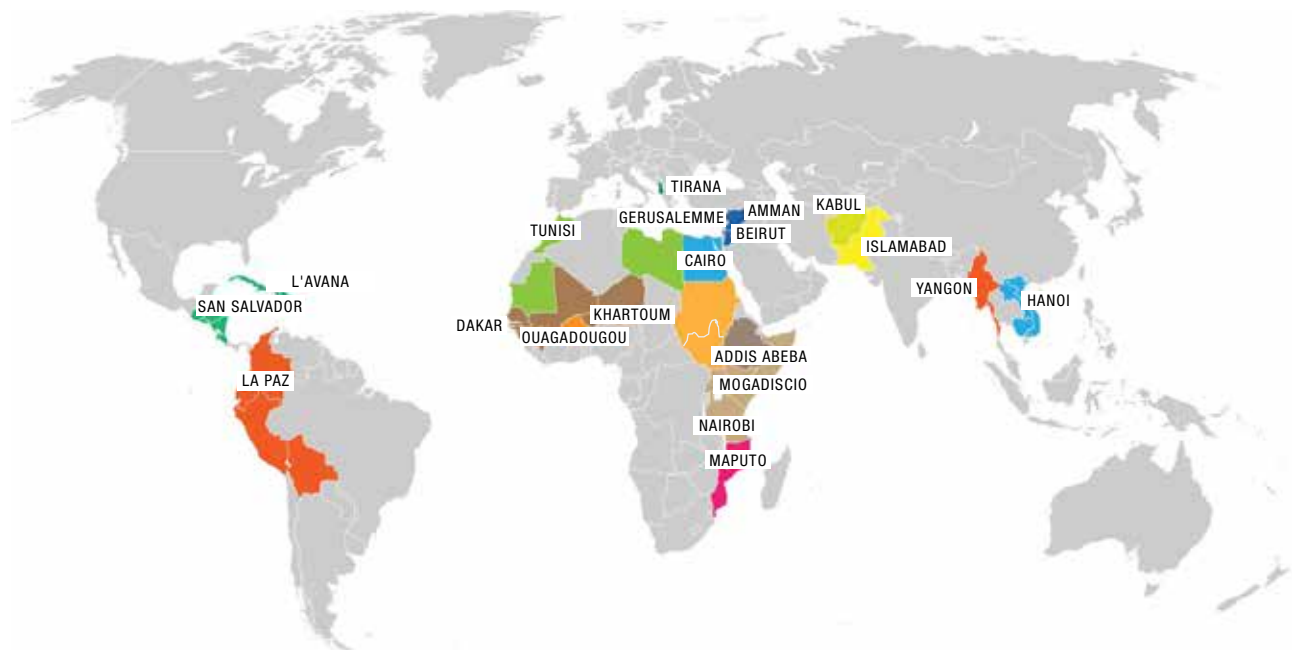 TIRANA
KABUL
AMMAN
GERUSALEMME
TUNISI
BEIRUT
ISLAMABAD
CAIRO
L'AVANA
YANGON
HANOI
SAN SALVADOR
KHARTOUM
DAKAR
OUAGADOUGOU
ADDIS ABEBA
LA PAZ
MOGADISCIO
NAIROBI
MAPUTO